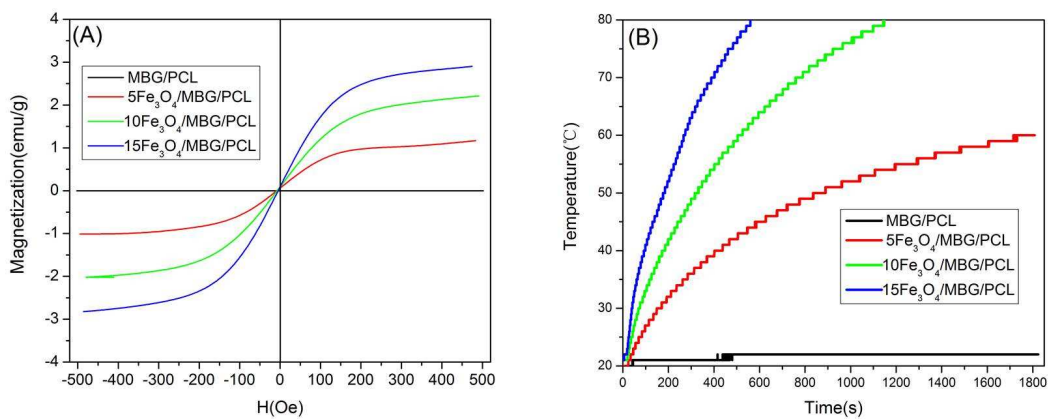 (A)
Magnetization(emu/g)
4
3
2
1
0
-1
-2
-3
-4
MBG/PCL
5Fe₃O₄/MBG/PCL
10Fe₃O₄/MBG/PCL
15Fe₃O₄/MBG/PCL
-500 -400 -300 -200 -100 0 100 200 300 400 500
H(Oe)
(B)
Temperature(℃)
80
70
60
50
40
30
20
MBG/PCL
5Fe₃O₄/MBG/PCL
10Fe₃O₄/MBG/PCL
15Fe₃O₄/MBG/PCL
0 200 400 600 800 1000 1200 1400 1600 1800
Time(s)